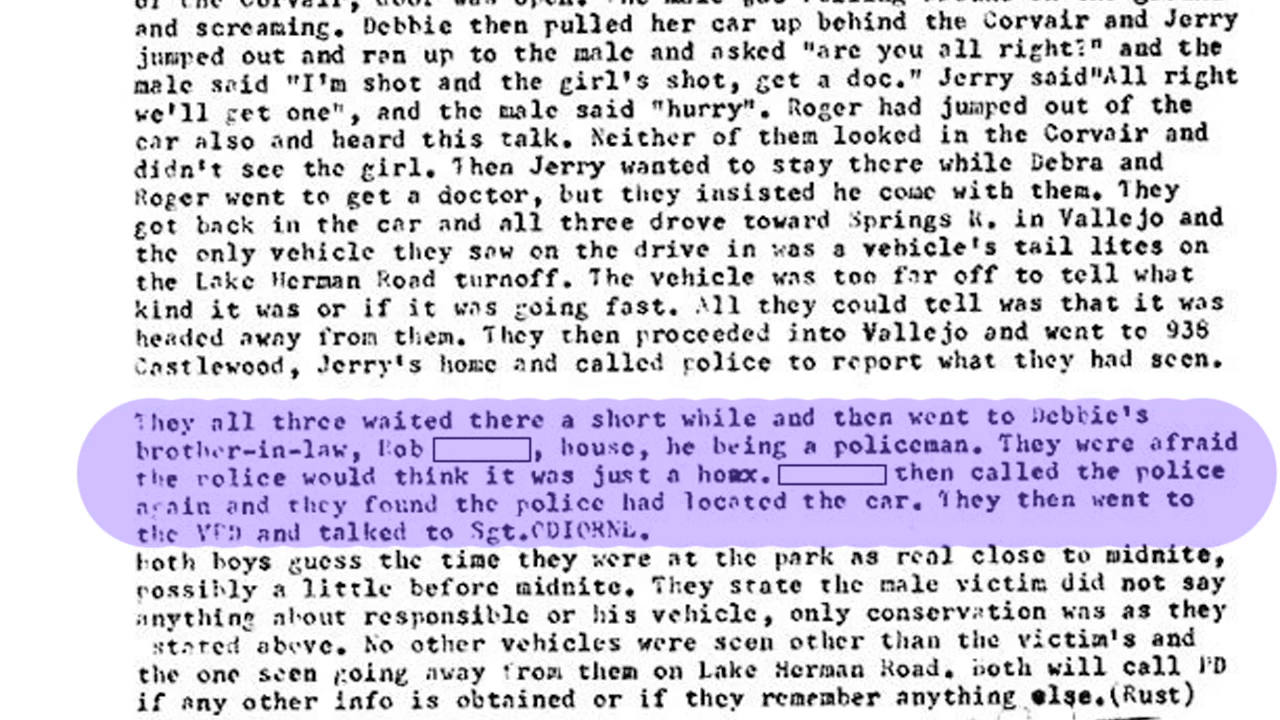 of the Corvair, door was open. The male was rolling around on the ground
and screaming. Debbie then pulled her car up behind the Corvair and Jerry
jumped out and ran up to the male and asked "are you all right?" and the
male said "I'm shot and the girl's shot, get a doc." Jerry said"All right
we'll get one", and the male said "hurry". Roger had jumped out of the
car also and heard this talk. Neither of them looked in the Corvair and
didn't see the girl. Then Jerry wanted to stay there while Debra and
Roger went to get a doctor, but they insisted he come with them. They
got back in the car and all three drove toward Springs R. in Vallejo and
the only vehicle they saw on the drive in was a vehicle's tail lites on
the Lake Herman Road turnoff. The vehicle was too far off to tell what
kind it was or if it was going fast. All they could tell was that it was
headed away from them. They then proceeded into Vallejo and went to 938
Castlewood, Jerry's home and called police to report what they had seen.
They all three waited there a short while and then went to Debbie's
brother-in-law, Bob , house, he being a policeman. They were afraid
the police would think it was just a hoax. then called the police
again and they found the police had located the car. They then went to
the VPD and talked to Sgt.ODIORNE.
both boys guess the time they were at the park as real close to midnite,
possibly a little before midnite. They state the male victim did not say
anything about responsible or his vehicle, only conservation was as they
stated above. No other vehicles were seen other than the victim's and
the one seen going away from them on Lake Herman Road. Both will call PD
if any other info is obtained or if they remember anything else.(Rust)